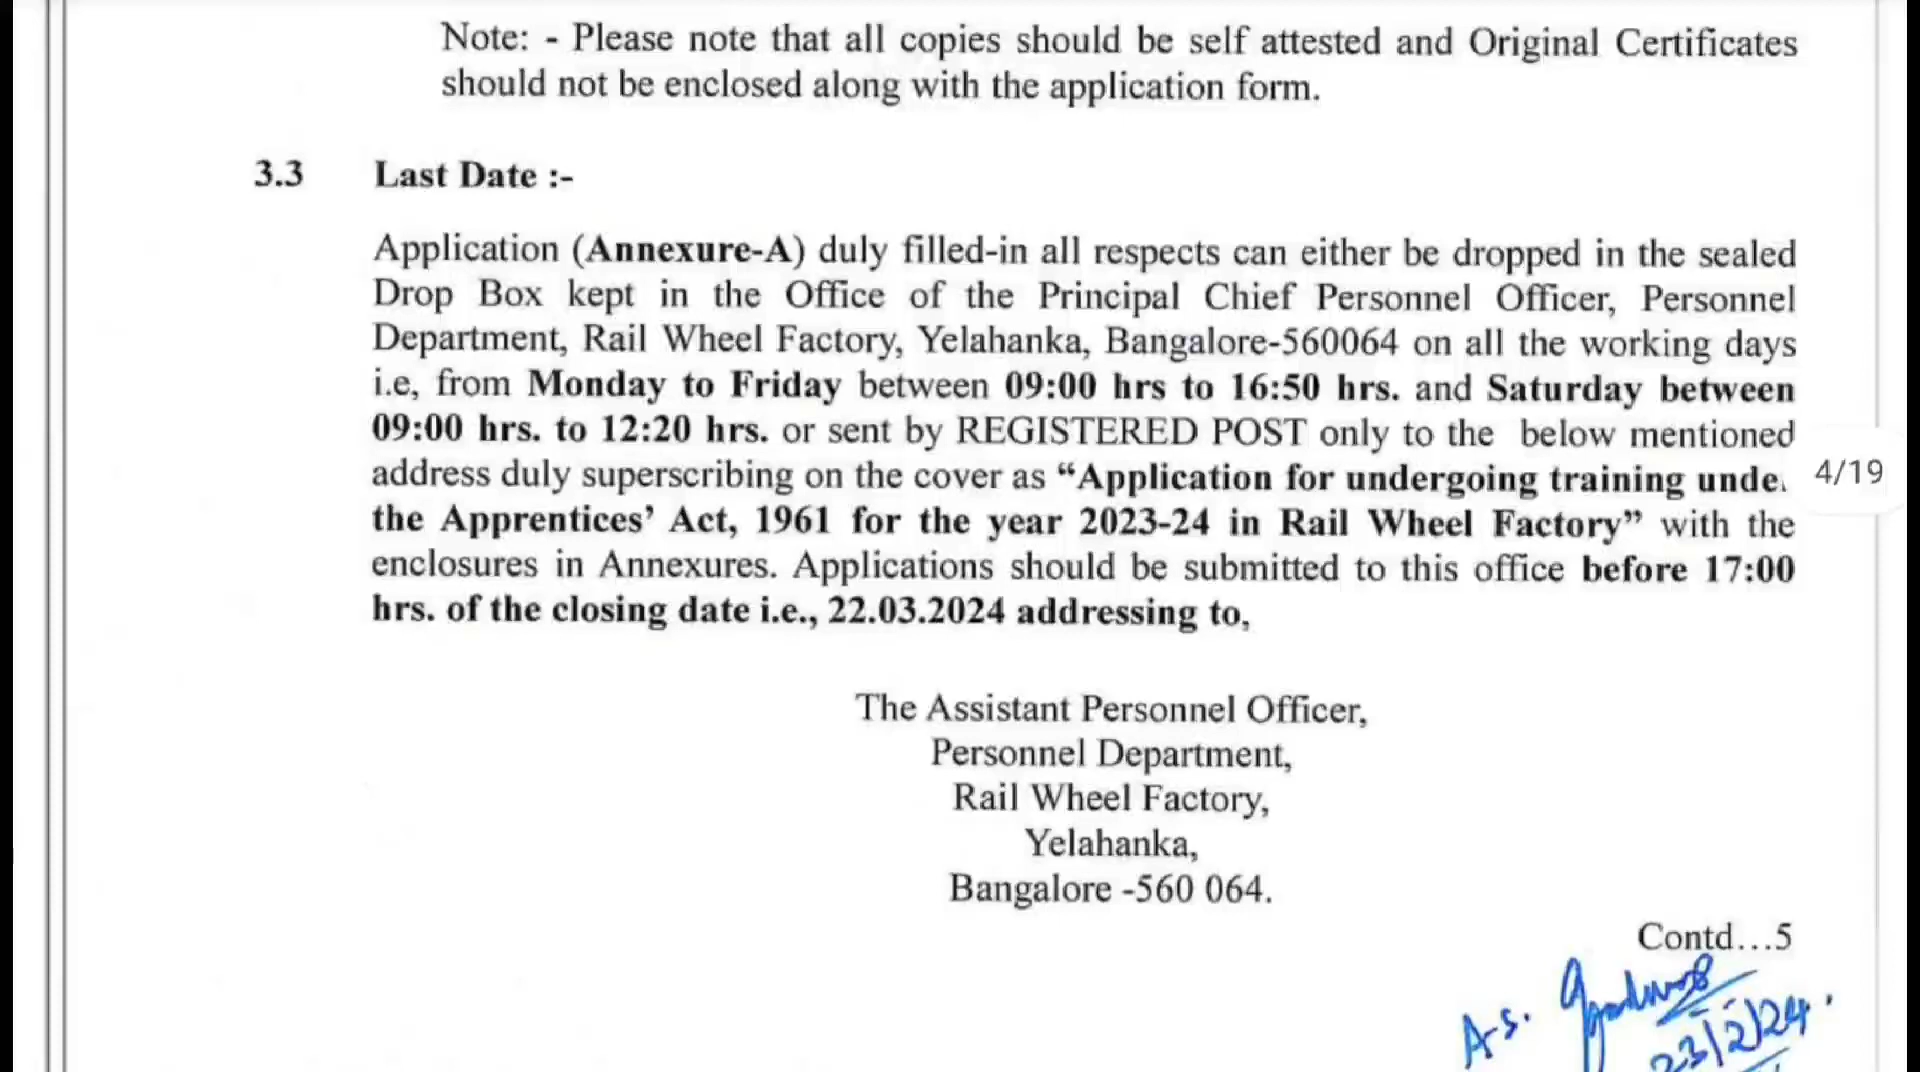 Note: - Please note that all copies should be self attested and Original Certificates
should not be enclosed along with the application form.
3.3 Last Date :-
Application (Annexure-A) duly filled-in all respects can either be dropped in the sealed
Drop Box kept in the Office of the Principal Chief Personnel Officer, Personnel
Department, Rail Wheel Factory, Yelahanka, Bangalore-560064 on all the working days
i.e, from Monday to Friday between 09:00 hrs to 16:50 hrs. and Saturday between
09:00 hrs. to 12:20 hrs. or sent by REGISTERED POST only to the below mentioned
address duly superscribing on the cover as “Application for undergoing training unde
4/19
the Apprentices’ Act, 1961 for the year 2023-24 in Rail Wheel Factory” with the
enclosures in Annexures. Applications should be submitted to this office before 17:00
hrs. of the closing date i.e., 22.03.2024 addressing to,
The Assistant Personnel Officer,
Personnel Department,
Rail Wheel Factory,
Yelahanka,
Bangalore -560 064.
Contd...5
A-s.
23/2/24